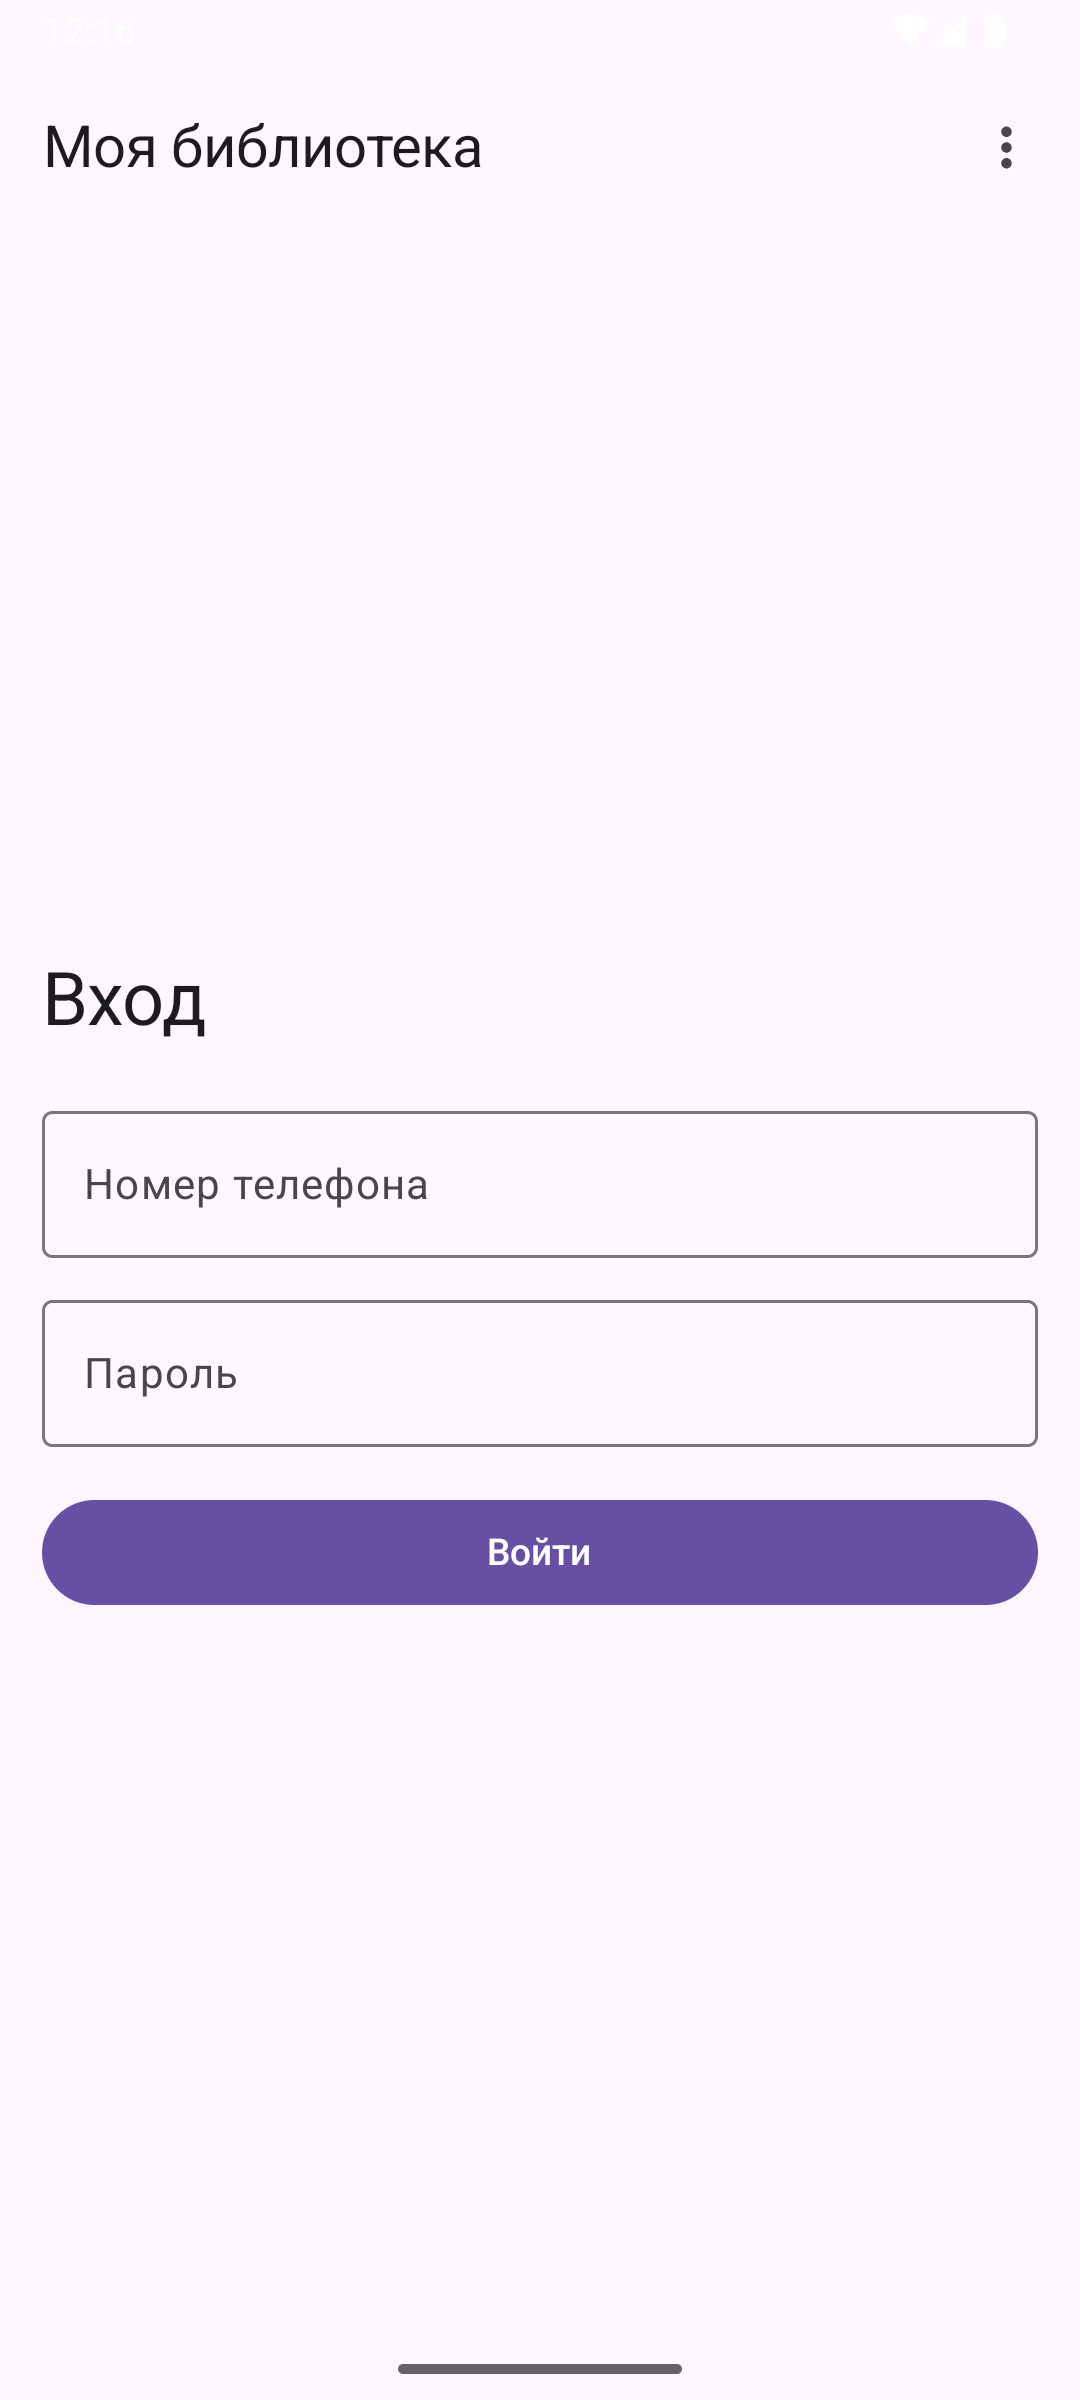 12:16
Моя библиотека
Вход
Номер телефона
Пароль
Войти